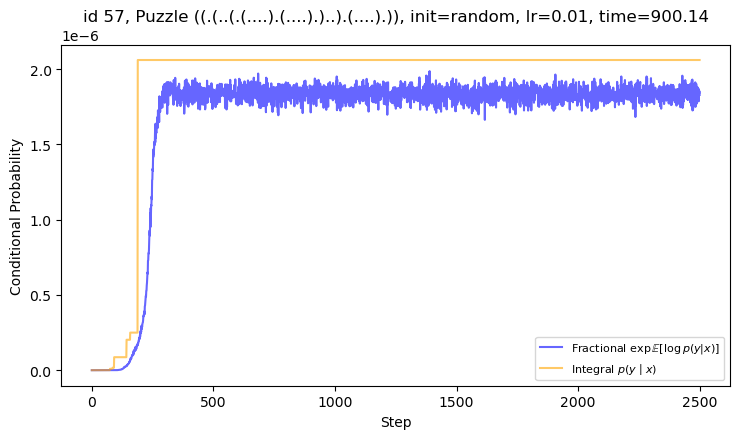 id 57, Puzzle ((.(..(.(....).(....).)..).(....).)), init=random, lr=0.01, time=900.14
1e−6
2.0
1.5
1.0
0.5
0.0
Conditional Probability
0
500
1000
1500
2000
2500
Step
Fractional exp𝔼[log p(y|x)]
Integral p(y | x)